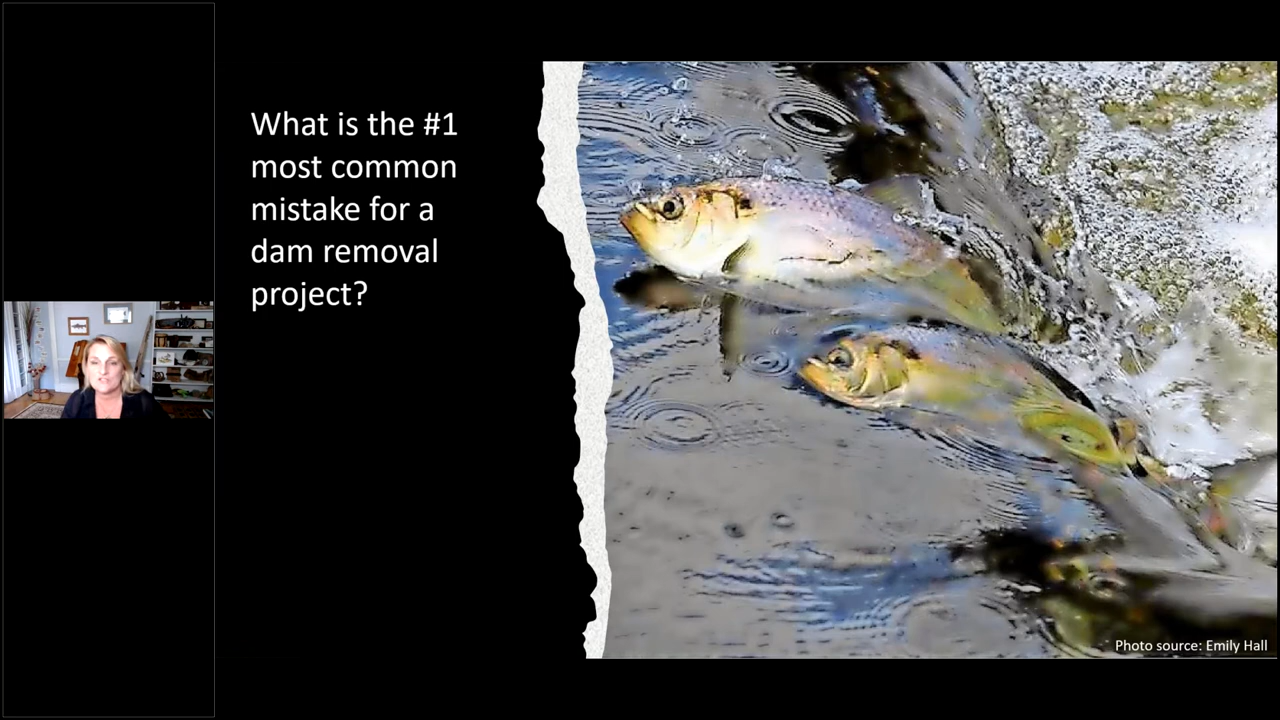 What is the #1
most common
mistake for a
dam removal
project?
Photo source: Emily Hall